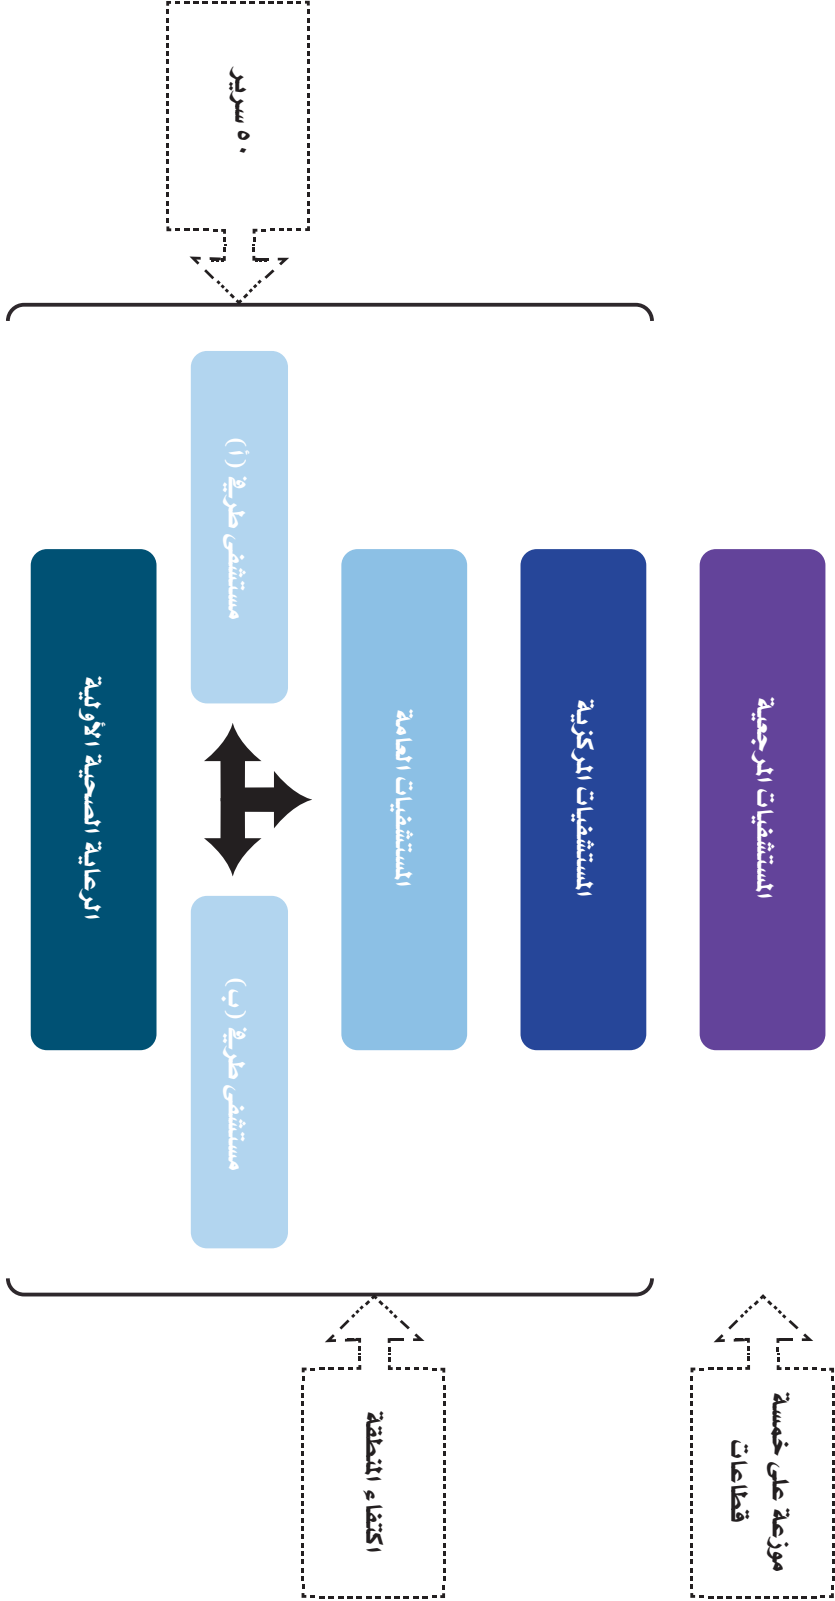 موزعة على خمسة
قطاعات
المستشفيات المرجعية
المستشفيات المركزية
المستشفيات العامة
اكتفاء المنطقة
مستشفى طرفي (ب)
مستشفى طرفي (أ)
٥٠ سرير
الرعاية الصحية الأولية